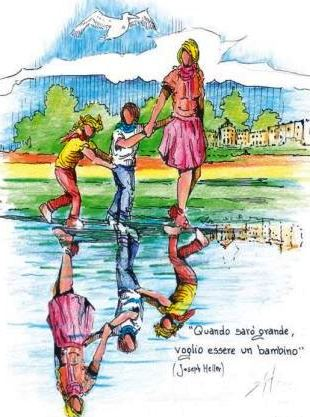 "Quando sarò grande,
voglio essere un bambino"
(Joseph Heller)